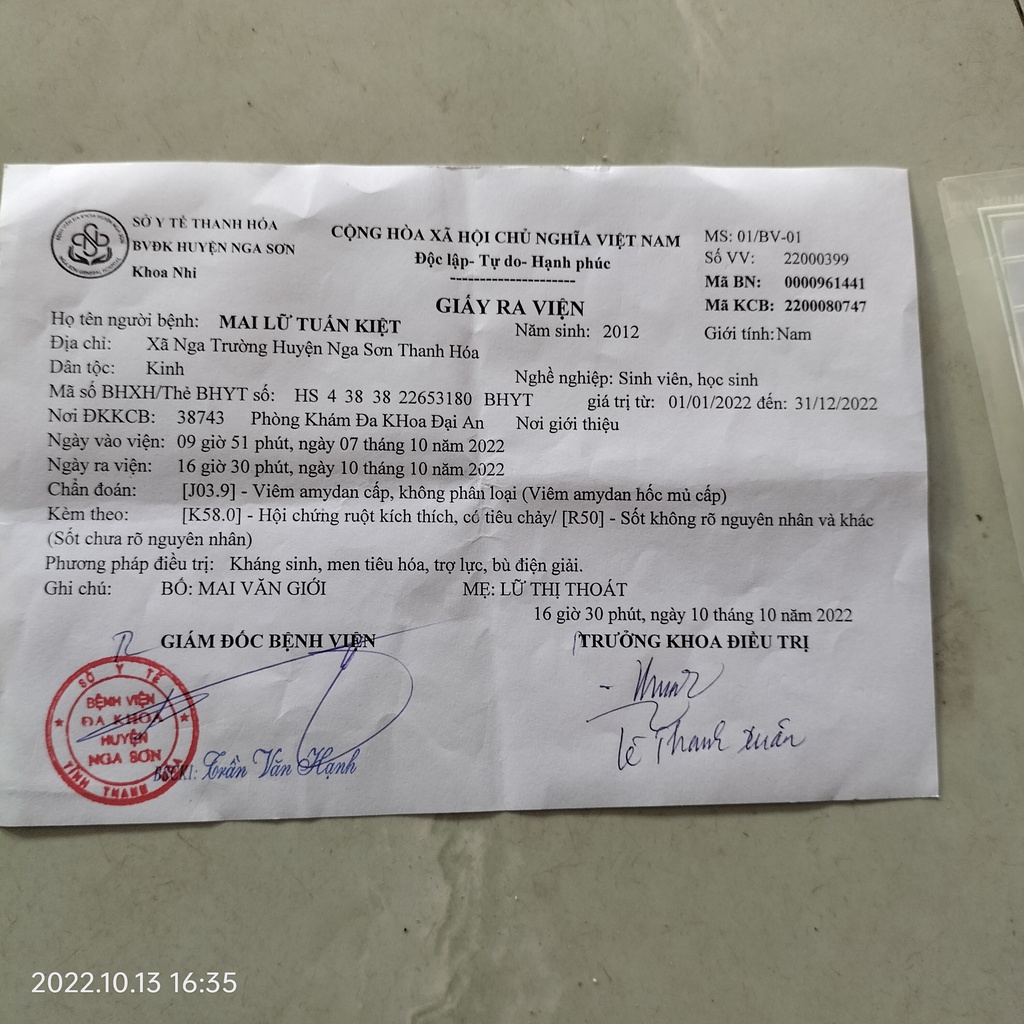 SỞ Y TẾ THANH HÓA
BVĐK HUYỆN NGA SƠN
Khoa Nhi
CỘNG HÒA XÃ HỘI CHỦ NGHĨA VIỆT NAM
Độc lập- Tự do- Hạnh phúc
MS: 01/BV-01
Số VV: 22000399
Mã BN: 0000961441
Mã KCB: 2200080747
GIẤY RA VIỆN
Họ tên người bệnh: MAI LỮ TUẤN KIỆT Năm sinh: 2012 Giới tính: Nam
Địa chỉ: Xã Nga Trường Huyện Nga Sơn Thanh Hóa
Dân tộc: Kinh Nghề nghiệp: Sinh viên, học sinh
Mã số BHXH/Thẻ BHYT số: HS 4 38 38 22653180 BHYT giá trị từ: 01/01/2022 đến: 31/12/2022
Nơi ĐKKCB: 38743 Phòng Khám Đa KHoa Đại An Nơi giới thiệu
Ngày vào viện: 09 giờ 51 phút, ngày 07 tháng 10 năm 2022
Ngày ra viện: 16 giờ 30 phút, ngày 10 tháng 10 năm 2022
Chẩn đoán: [J03.9] - Viêm amydan cấp, không phân loại (Viêm amydan hốc mủ cấp)
Kèm theo: [K58.0] - Hội chứng ruột kích thích, có tiêu chảy/ [R50] - Sốt không rõ nguyên nhân và khác
(Sốt chưa rõ nguyên nhân)
Phương pháp điều trị: Kháng sinh, men tiêu hóa, trợ lực, bù điện giải.
Ghi chú: BỐ: MAI VĂN GIỚI MẸ: LỮ THỊ THOÁT
16 giờ 30 phút, ngày 10 tháng 10 năm 2022
GIÁM ĐỐC BỆNH VIỆN TRƯỞNG KHOA ĐIỀU TRỊ
SỞ Y TẾ
BỆNH VIỆN
ĐA KHOA
HUYỆN
NGA SƠN
TỈNH THANH
BSCKI: Trần Văn Hạnh
Lê Thanh Xuân
2022.10.13 16:35